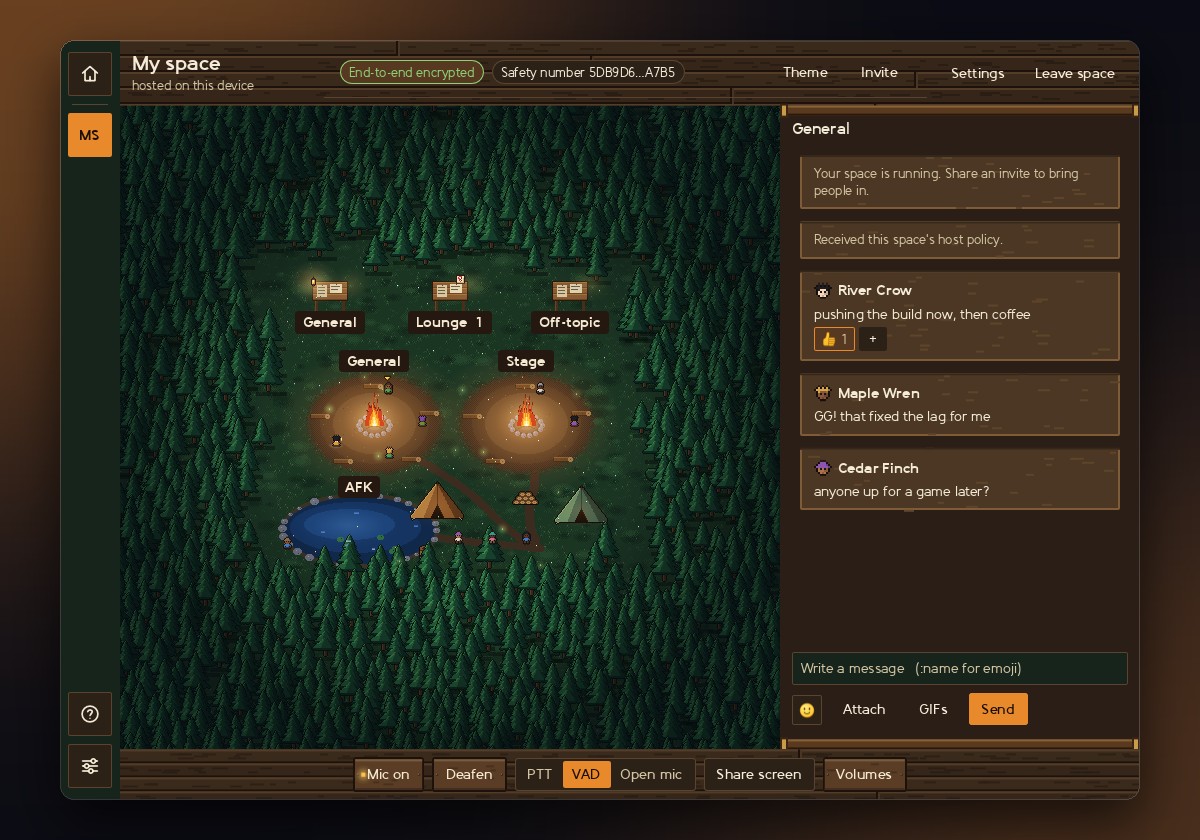 My space
hosted on this device
End-to-end encrypted
Safety number 5DB9D6…A7B5
Theme
Invite
Settings
Leave space
MS
General
Lounge 1
Off-topic
General
Stage
AFK
General
Your space is running. Share an invite to bring
people in.
Received this space's host policy.
River Crow
pushing the build now, then coffee
👍 1
+
Maple Wren
GG! that fixed the lag for me
Cedar Finch
anyone up for a game later?
Write a message (:name for emoji)
Attach
GIFs
Send
Mic on
Deafen
PTT
VAD
Open mic
Share screen
Volumes